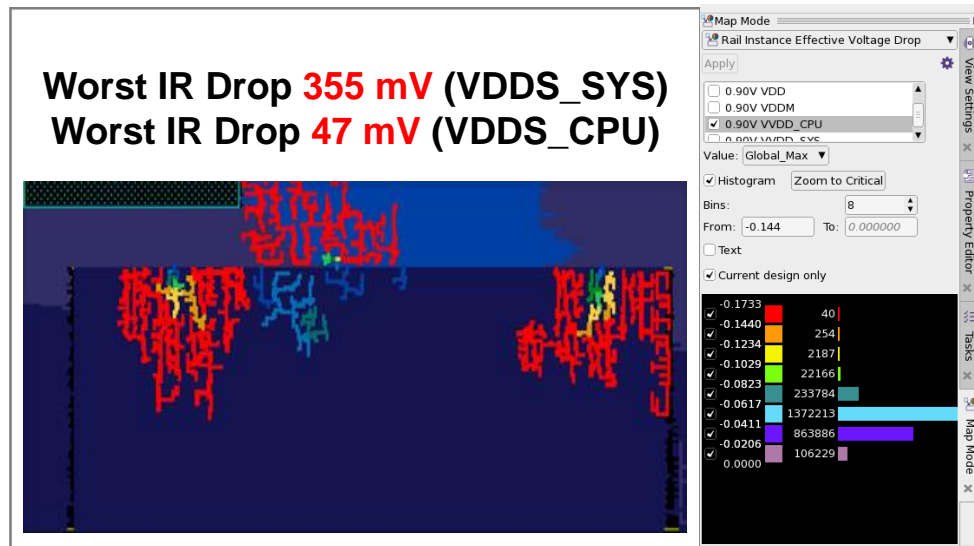 Worst IR Drop 355 mV (VDDS_SYS)
Worst IR Drop 47 mV (VDDS_CPU)
Map Mode
Rail Instance Effective Voltage Drop
Apply
0.90V VDD
0.90V VDDM
0.90V VVDD_CPU
0.90V VVDD_SYS
Value: Global_Max
Histogram Zoom to Critical
Bins: 8
From: -0.144 To: 0.000000
Text
Current design only
-0.1733
40
-0.1440
254
-0.1234
2187
-0.1029
22166
-0.0823
233784
-0.0617
1372213
-0.0411
863886
-0.0206
106229
0.0000
View Settings
Property Editor
Tasks
Map Mode